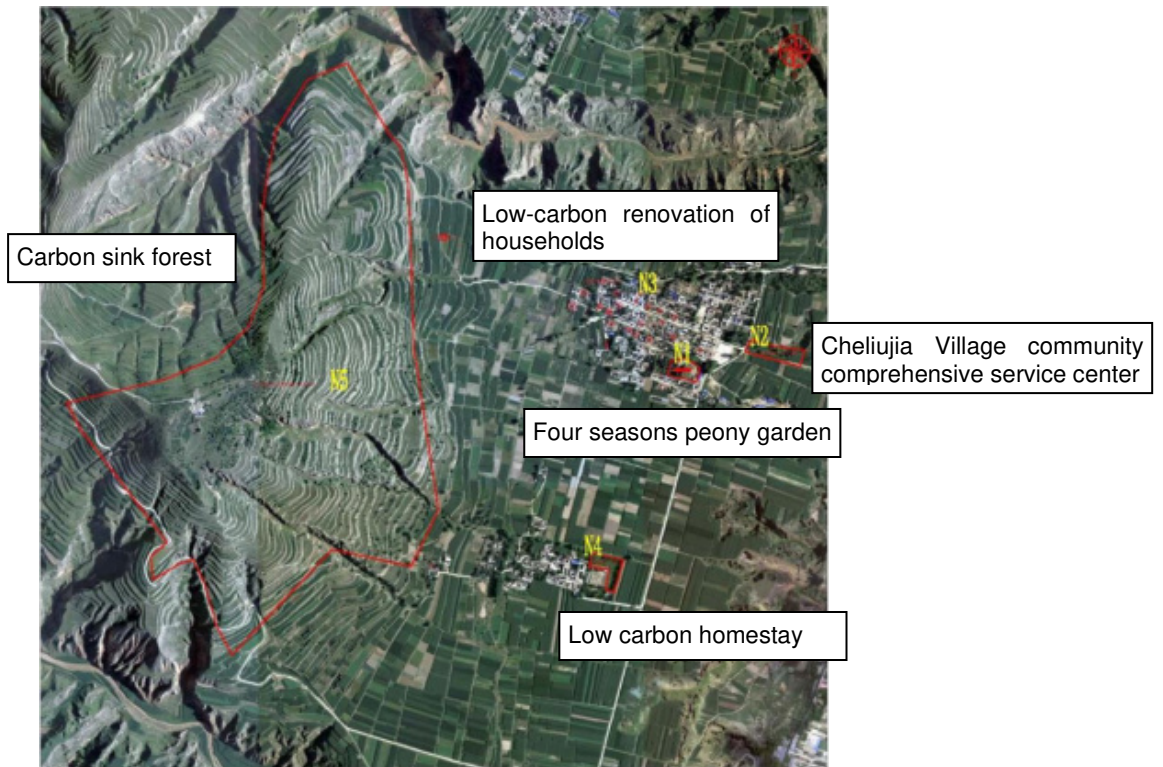 Low-carbon renovation of
households
Carbon sink forest
N3
N2
Cheliujia Village community
comprehensive service center
N1
N5
Four seasons peony garden
N4
Low carbon homestay